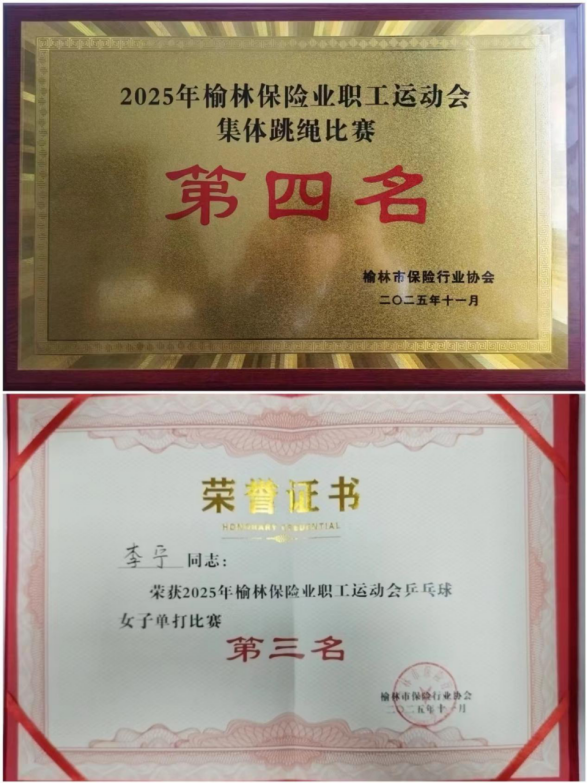 2025年榆林保险业职工运动会
集体跳绳比赛
第四名
榆林市保险行业协会
二〇二五年十一月
荣誉证书
HONORARY CREDENTIAL
李宁 同志：
荣获2025年榆林保险业职工运动会乒乓球
女子单打比赛
第三名
榆林市保险行业协会
二〇二五年十一月